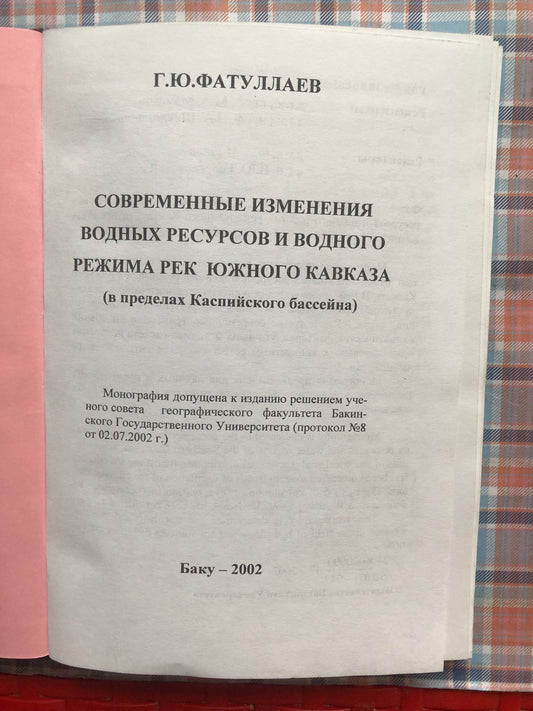 Г.Ю.ФАТУЛЛАЕВ
СОВРЕМЕННЫЕ ИЗМЕНЕНИЯ
ВОДНЫХ РЕСУРСОВ И ВОДНОГО
РЕЖИМА РЕК ЮЖНОГО КАВКАЗА
(в пределах Каспийского бассейна)
Монография допущена к изданию решением уче-
ного совета географического факультета Бакин-
ского Государственного Университета (протокол №8
от 02.07.2002 г.)
Баку – 2002